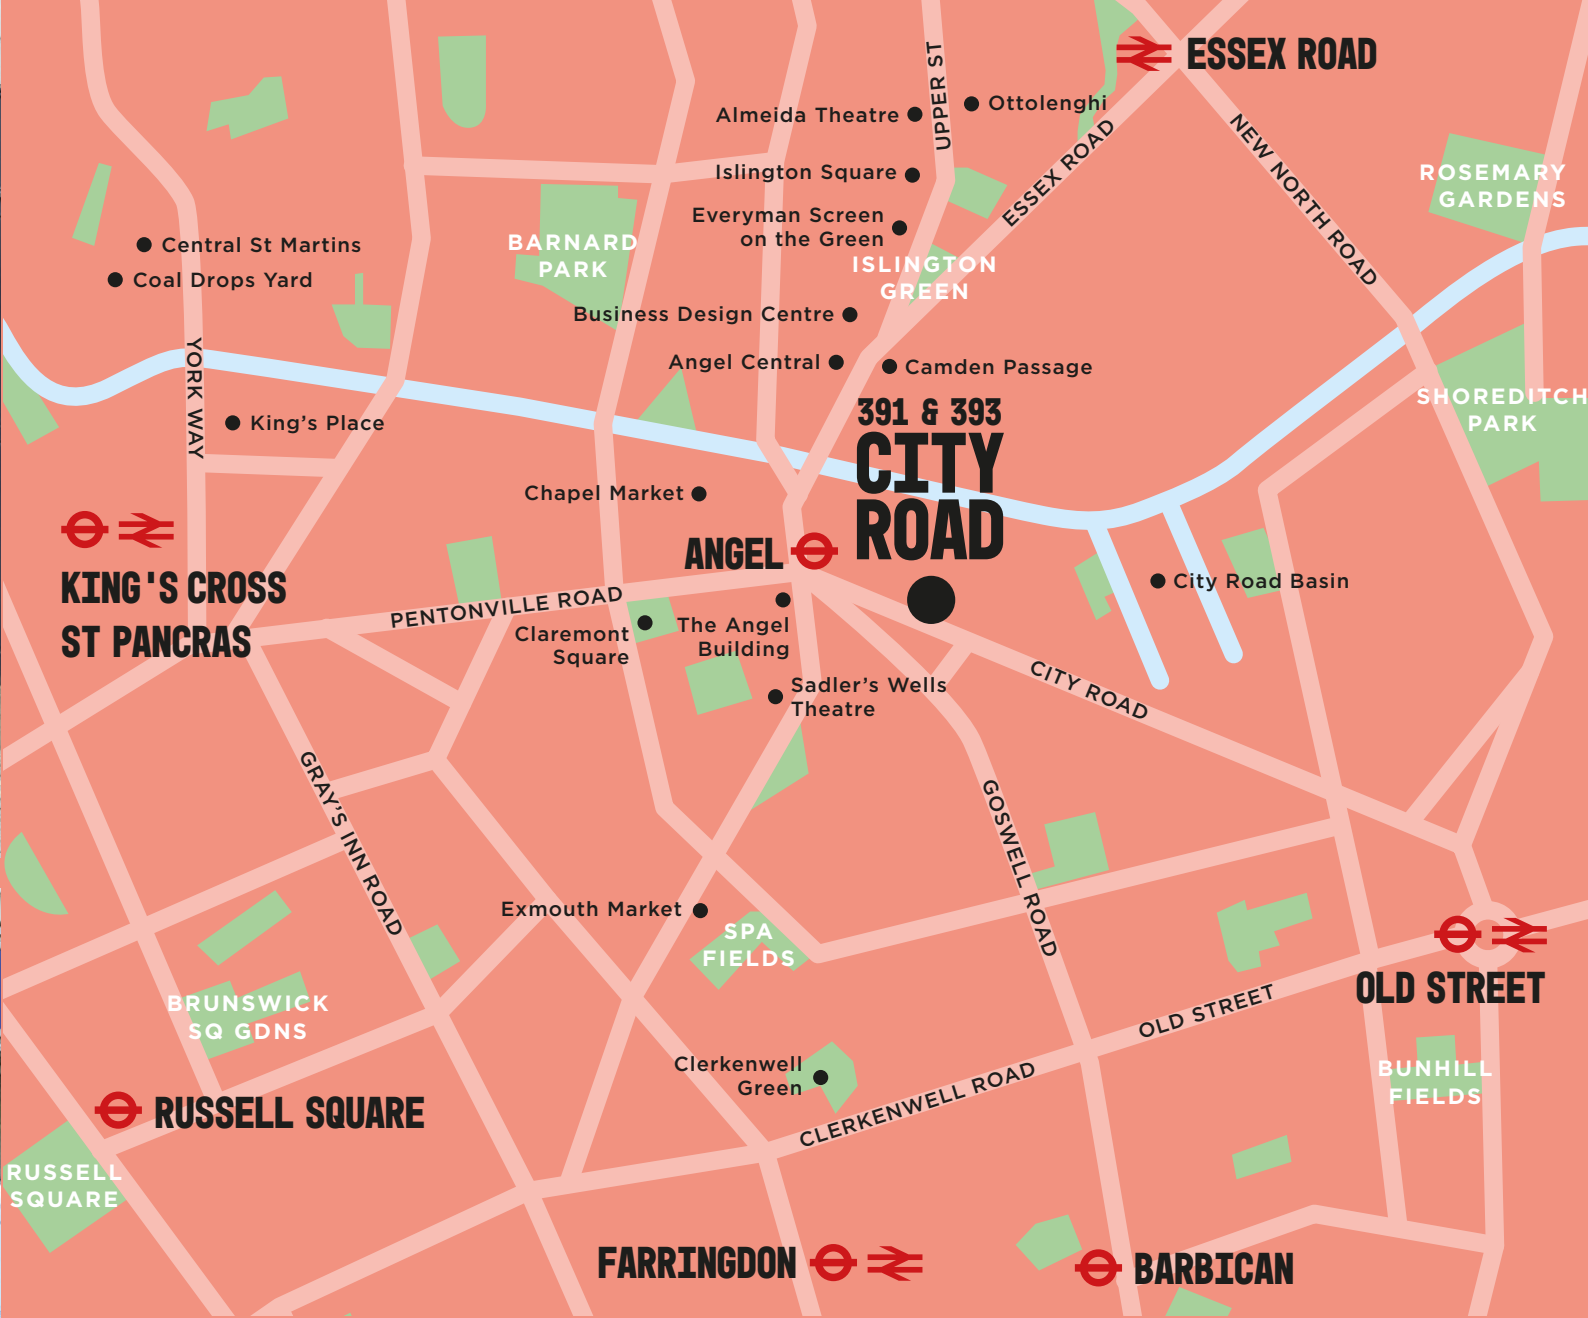 ESSEX ROAD
UPPER ST
Ottolenghi
Almeida Theatre
Islington Square
Everyman Screen
on the Green
ESSEX ROAD
NEW NORTH ROAD
ROSEMARY
GARDENS
Central St Martins
Coal Drops Yard
BARNARD
PARK
ISLINGTON
GREEN
Business Design Centre
Angel Central
Camden Passage
YORK WAY
King's Place
391 & 393
CITY
ROAD
SHOREDITCH
PARK
Chapel Market
ANGEL
KING'S CROSS
ST PANCRAS
PENTONVILLE ROAD
Claremont
Square
The Angel
Building
City Road Basin
Sadler's Wells
Theatre
CITY ROAD
GRAY'S INN ROAD
GOSWELL ROAD
Exmouth Market
SPA
FIELDS
BRUNSWICK
SQ GDNS
OLD STREET
OLD STREET
Clerkenwell
Green
CLERKENWELL ROAD
BUNHILL
FIELDS
RUSSELL SQUARE
RUSSELL
SQUARE
FARRINGDON
BARBICAN